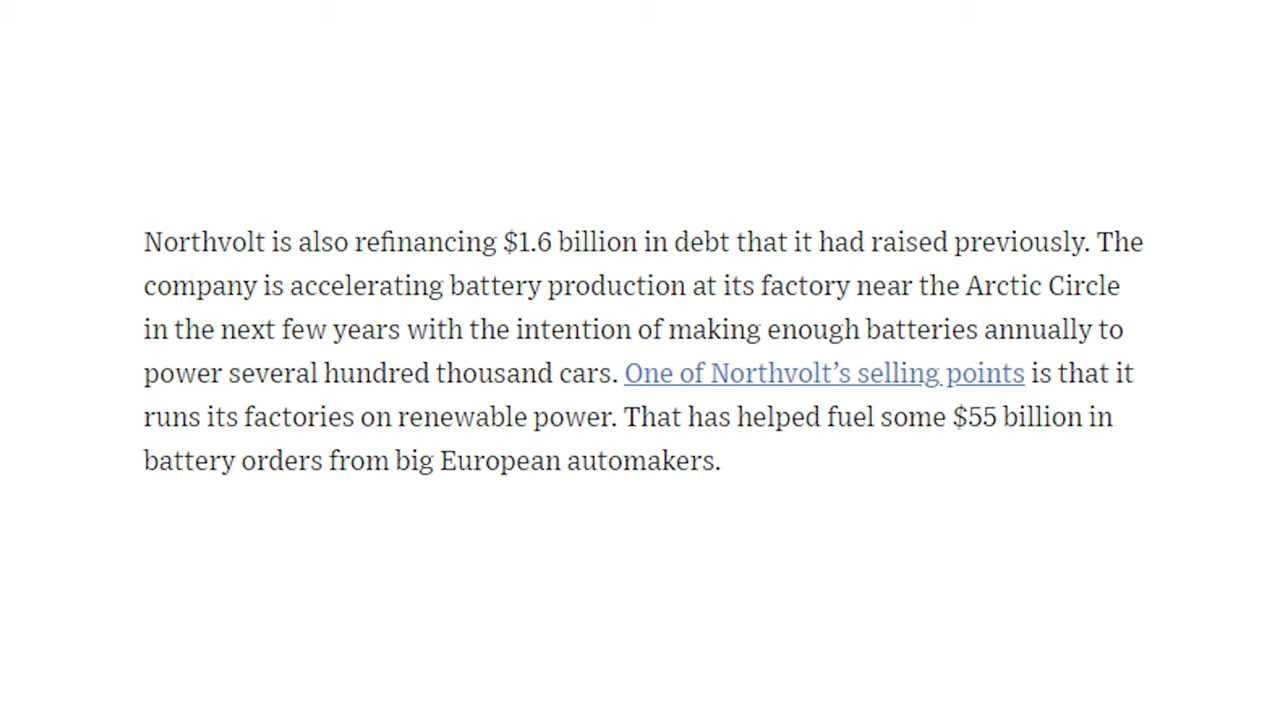 Northvolt is also refinancing $1.6 billion in debt that it had raised previously. The
company is accelerating battery production at its factory near the Arctic Circle
in the next few years with the intention of making enough batteries annually to
power several hundred thousand cars. One of Northvolt’s selling points is that it
runs its factories on renewable power. That has helped fuel some $55 billion in
battery orders from big European automakers.